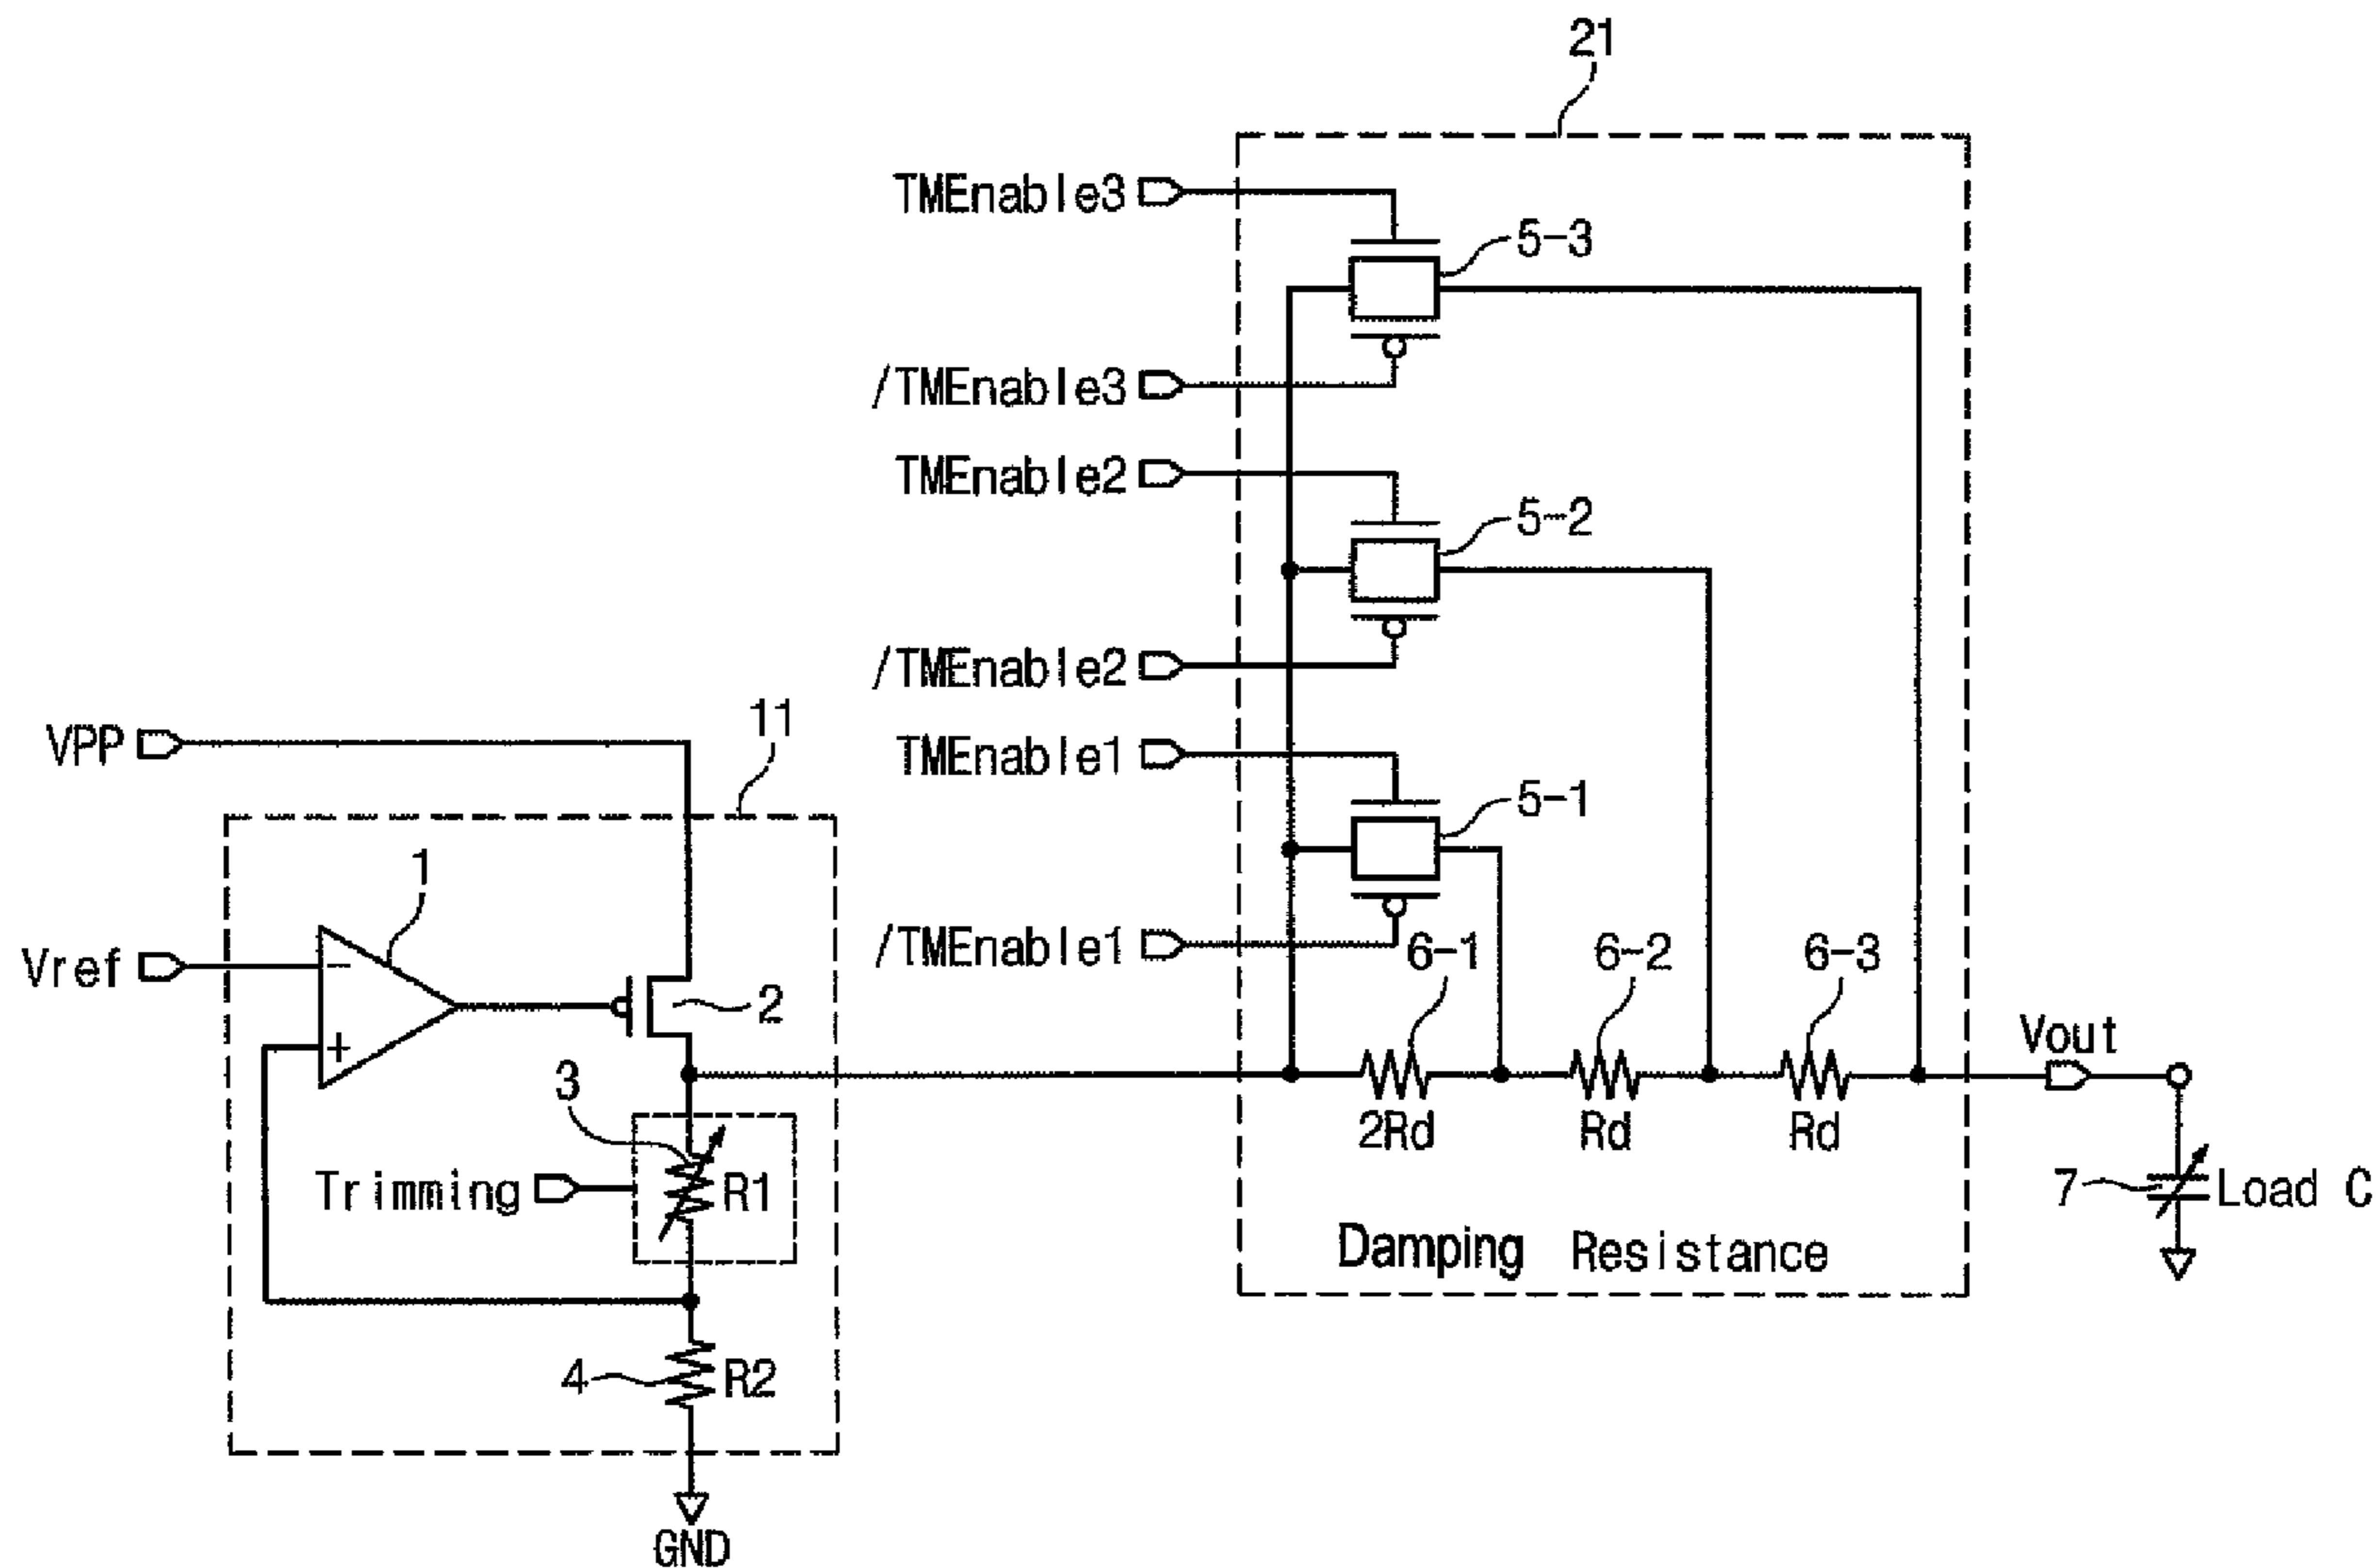 21
TMEnable3
5-3
/TMEnable3
TMEnable2
5-2
/TMEnable2
VPP
11
TMEnable1
5-1
1
Vref
/TMEnable1
6-1
6-2
6-3
-
2
+
Vout
3
2Rd
Rd
Rd
Trimming
R1
7
Load C
Damping Resistance
4
R2
GND